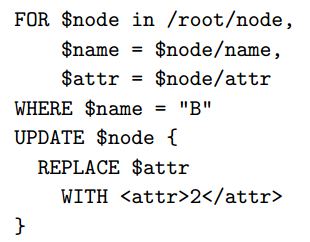 FOR $node in /root/node,
    $name = $node/name,
    $attr = $node/attr
WHERE $name = "B"
UPDATE $node {
  REPLACE $attr
    WITH <attr>2</attr>
}